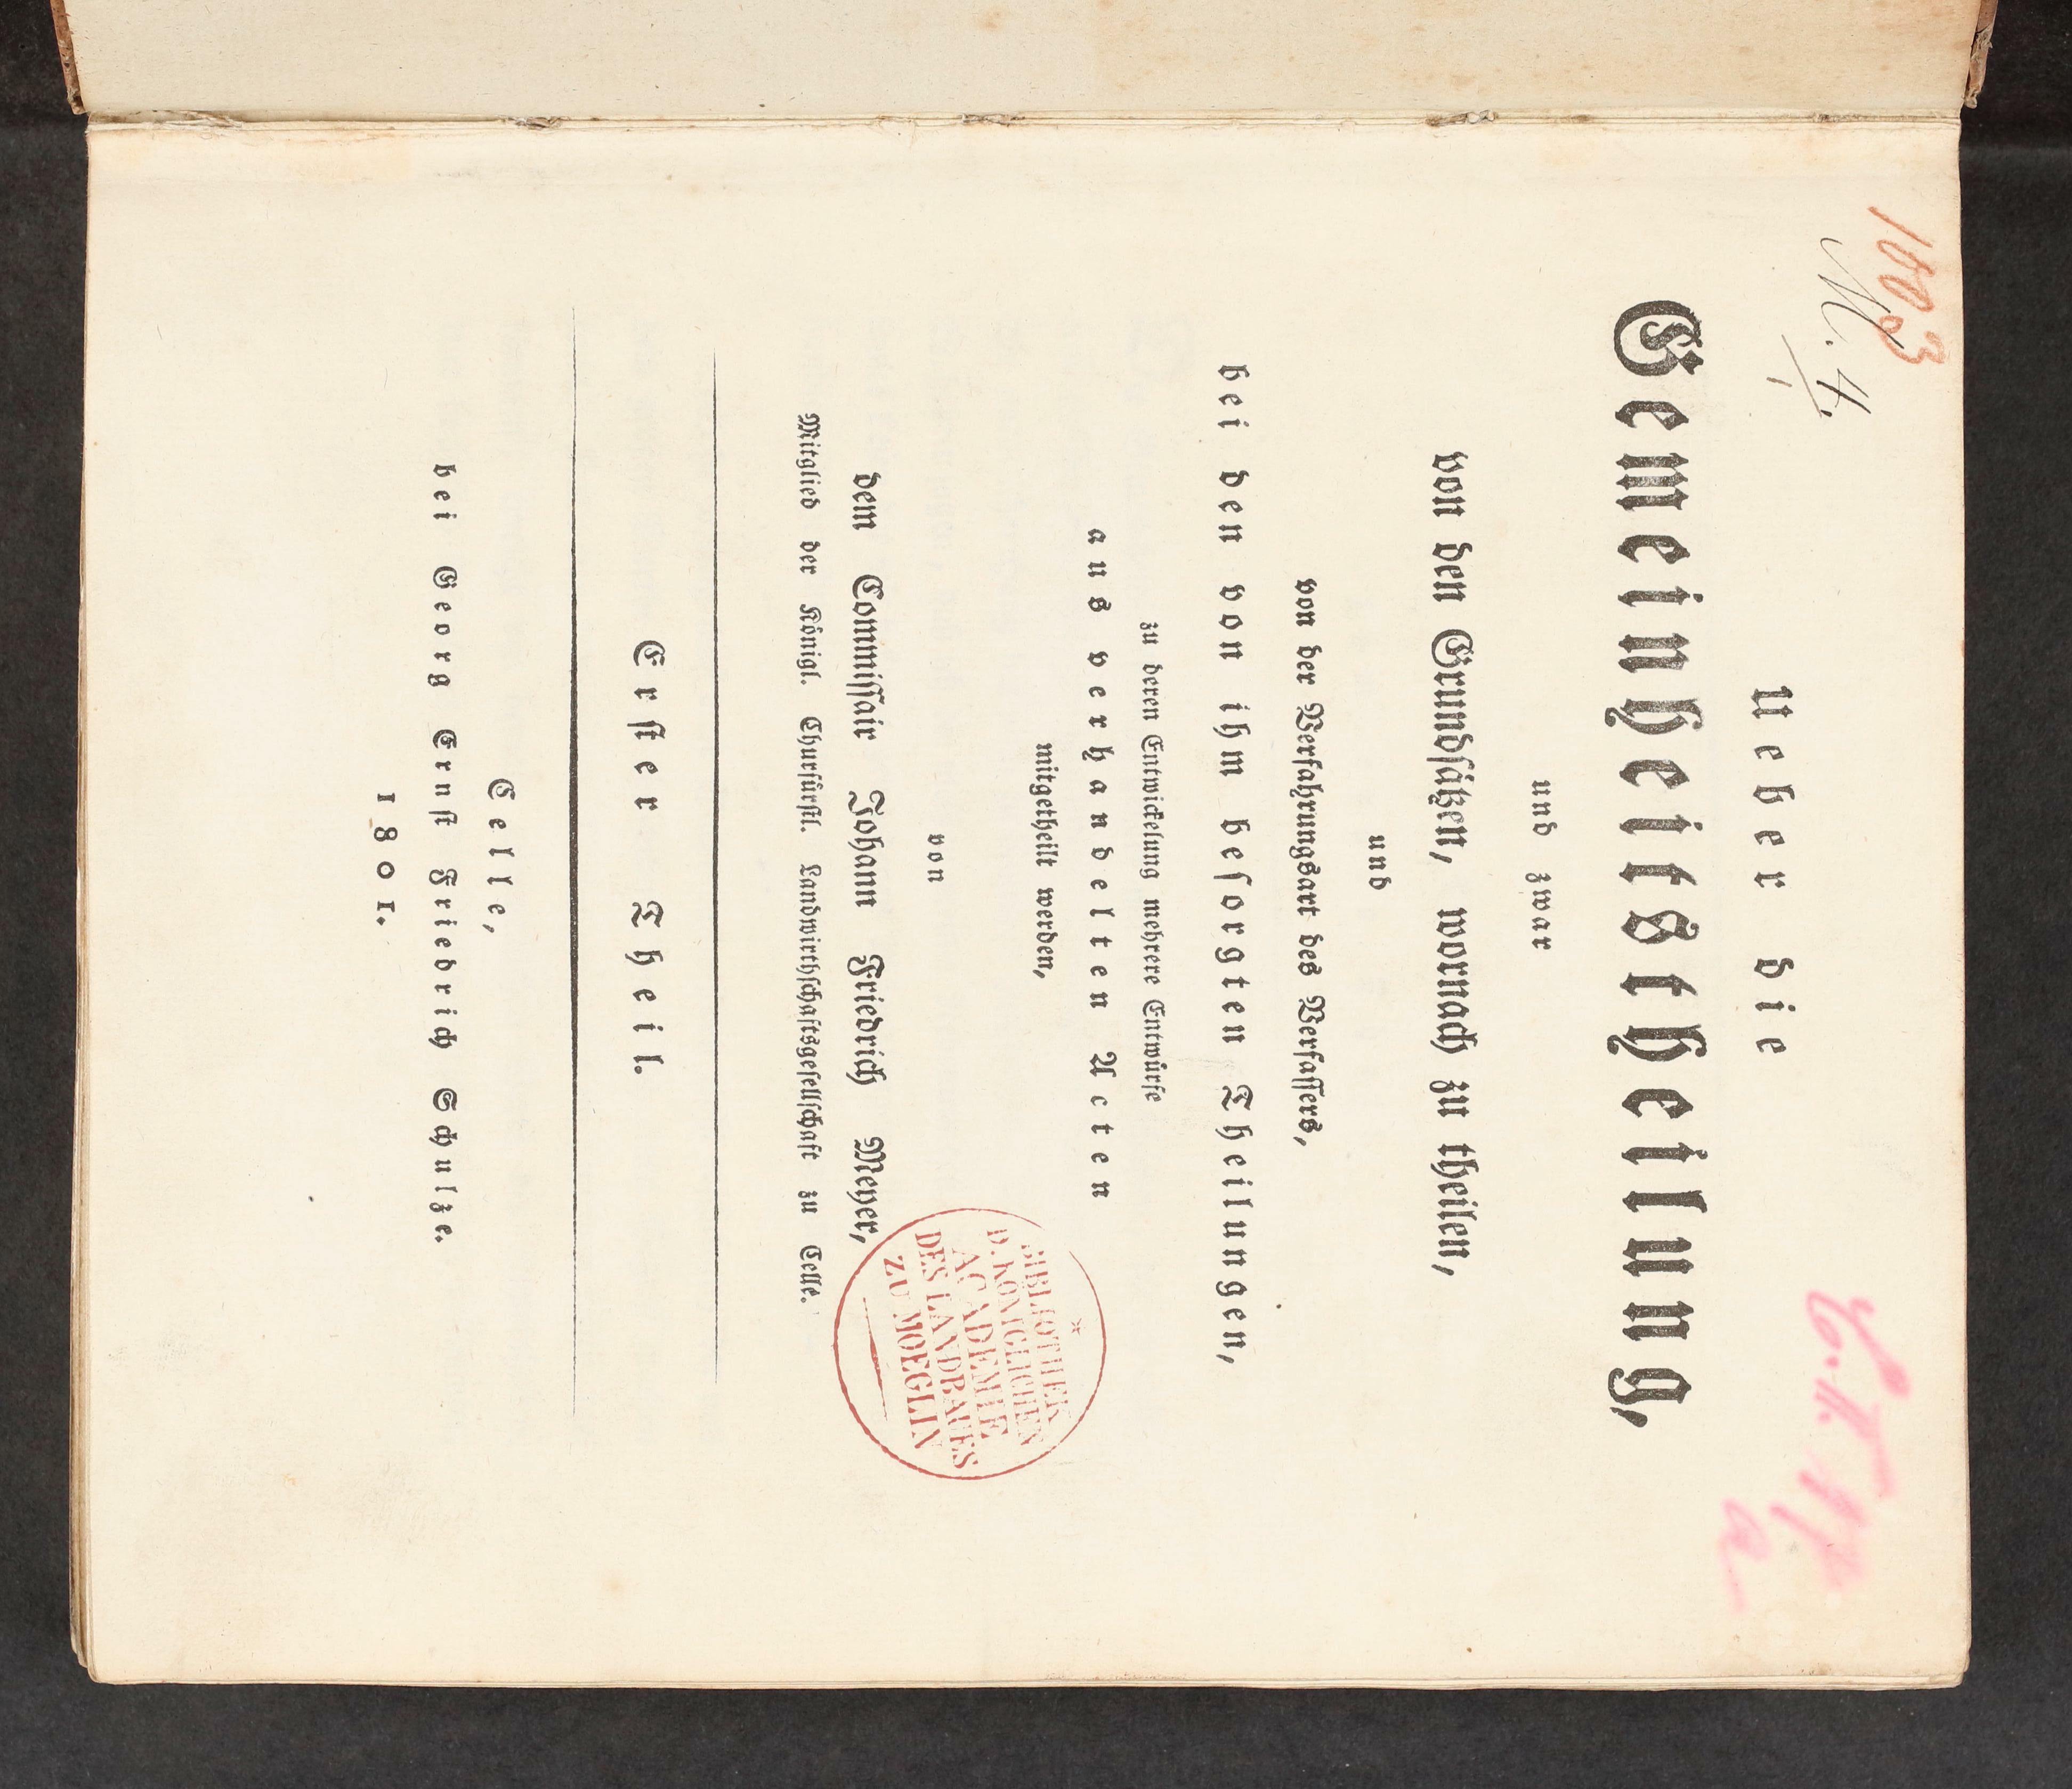 1003
M. 4.
1
Ueber die
Gemeinheitstheilung,
und zwar
von den Grundsätzen, wornach zu theilen,
und
von der Verfahrungsart des Verfassers,
bei den von ihm besorgten Theilungen,
zu deren Entwickelung mehrere Entwürfe
aus verhandelten Acten
mitgetheilt werden,
von
dem Commissair Johann Friedrich Meyer,
Mitglied der Königl. Churfürstl. Landwirthschaftsgesellschaft zu Celle.
BIBLIOTHEK
D. KONIGLICHEN
ACADEMIE
DES LANDBAUES
ZU MOEGLIN
Erster Theil.
Celle,
bei Georg Ernst Friedrich Schulze.
1801.